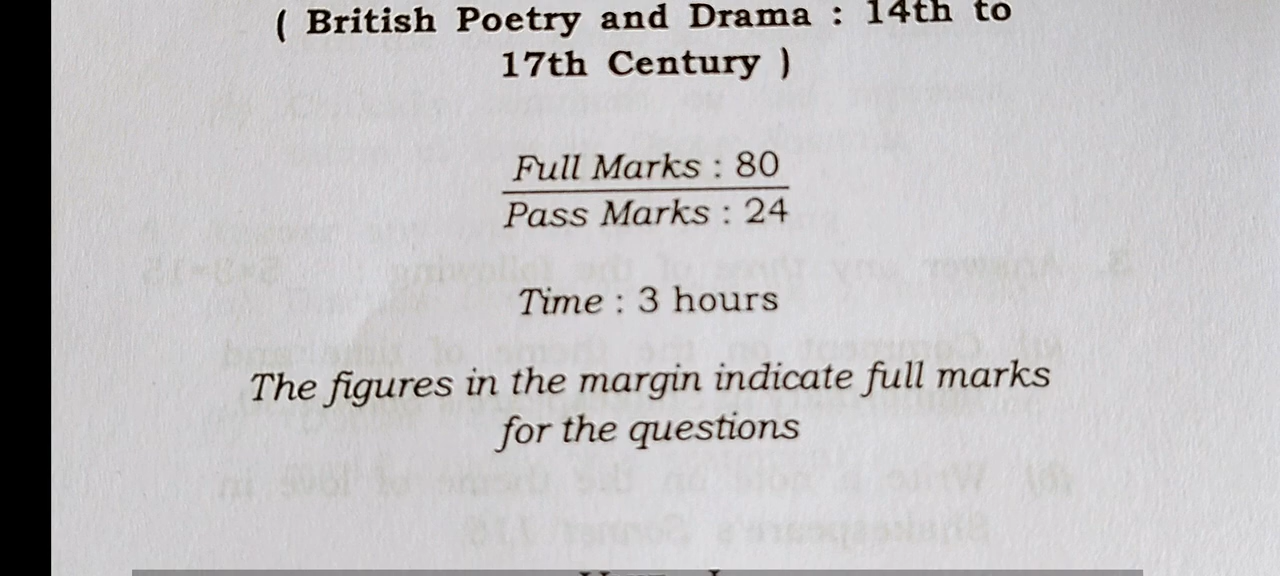 ( British Poetry and Drama : 14th to
17th Century )
Full Marks : 80
Pass Marks : 24
Time : 3 hours
The figures in the margin indicate full marks
for the questions